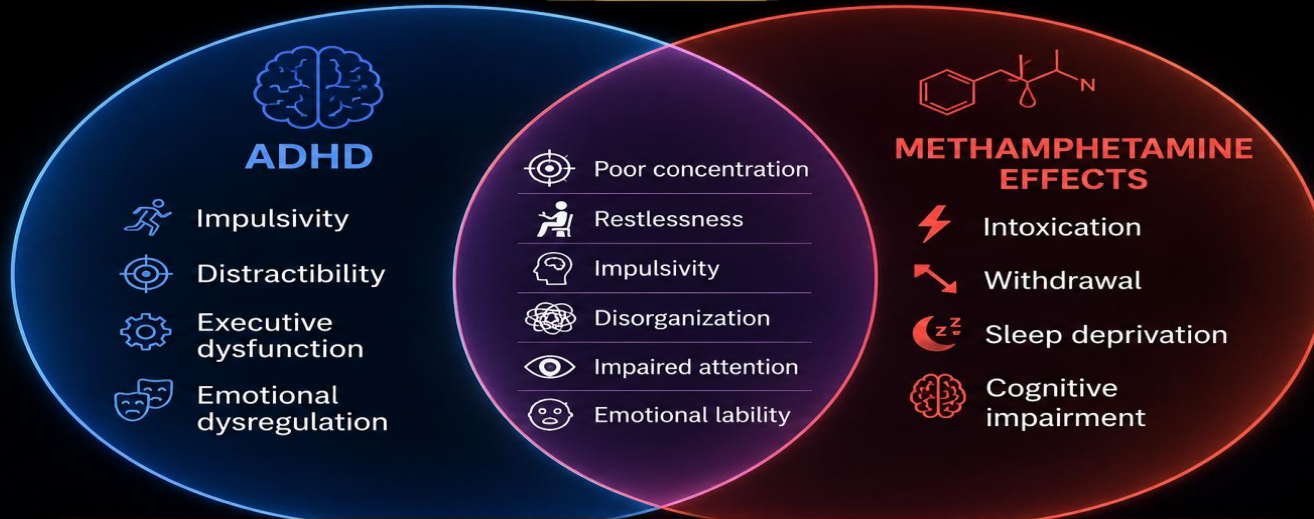 ADHD
Impulsivity
Distractibility
Executive
dysfunction
Emotional
dysregulation
Poor concentration
Restlessness
Impulsivity
Disorganization
Impaired attention
Emotional lability
N
METHAMPHETAMINE
EFFECTS
Intoxication
Withdrawal
z z
Sleep deprivation
Cognitive
impairment